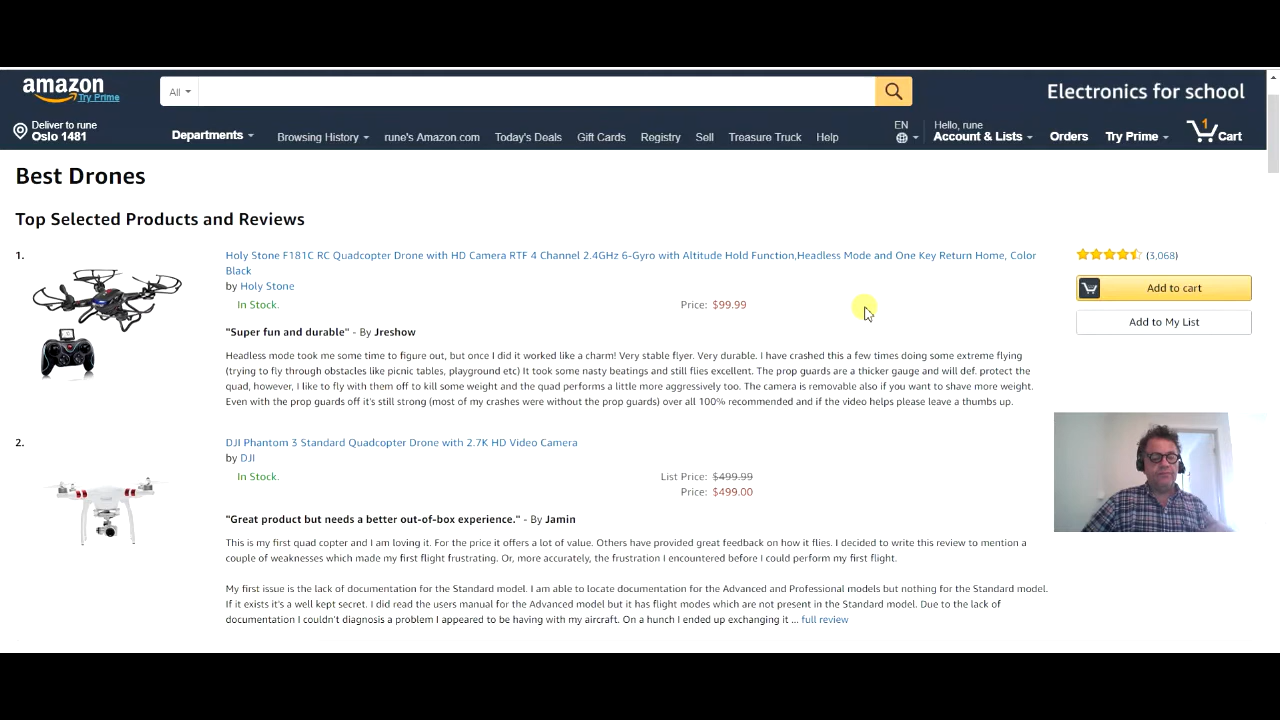 amazon
Try Prime
All
Electronics for school
Deliver to rune
Oslo 1481
Departments
Browsing History
rune's Amazon.com
Today's Deals
Gift Cards
Registry
Sell
Treasure Truck
Help
EN
Hello, rune
Account & Lists
Orders
Try Prime
1
Cart
Best Drones
Top Selected Products and Reviews
1.
Holy Stone F181C RC Quadcopter Drone with HD Camera RTF 4 Channel 2.4GHz 6-Gyro with Altitude Hold Function,Headless Mode and One Key Return Home, Color
Black
by Holy Stone
In Stock.
Price: $99.99
(3,068)
Add to cart
Add to My List
"Super fun and durable" - By Jreshow
Headless mode took me some time to figure out, but once I did it worked like a charm! Very stable flyer. Very durable. I have crashed this a few times doing some extreme flying
(trying to fly through obstacles like picnic tables, playground etc) It took some nasty beatings and still flies excellent. The prop guards are a thicker gauge and will def. protect the
quad, however, I like to fly with them off to kill some weight and the quad performs a little more aggressively too. The camera is removable also if you want to shave more weight.
Even with the prop guards off it's still strong (most of my crashes were without the prop guards) over all 100% recommended and if the video helps please leave a thumbs up.
2.
DJI Phantom 3 Standard Quadcopter Drone with 2.7K HD Video Camera
by DJI
In Stock.
List Price: $499.99
Price: $499.00
"Great product but needs a better out-of-box experience." - By Jamin
This is my first quad copter and I am loving it. For the price it offers a lot of value. Others have provided great feedback on how it flies. I decided to write this review to mention a
couple of weaknesses which made my first flight frustrating. Or, more accurately, the frustration I encountered before I could perform my first flight.
My first issue is the lack of documentation for the Standard model. I am able to locate documentation for the Advanced and Professional models but nothing for the Standard model.
If it exists it's a well kept secret. I did read the users manual for the Advanced model but it has flight modes which are not present in the Standard model. Due to the lack of
documentation I couldn't diagnosis a problem I appeared to be having with my aircraft. On a hunch I ended up exchanging it ... full review